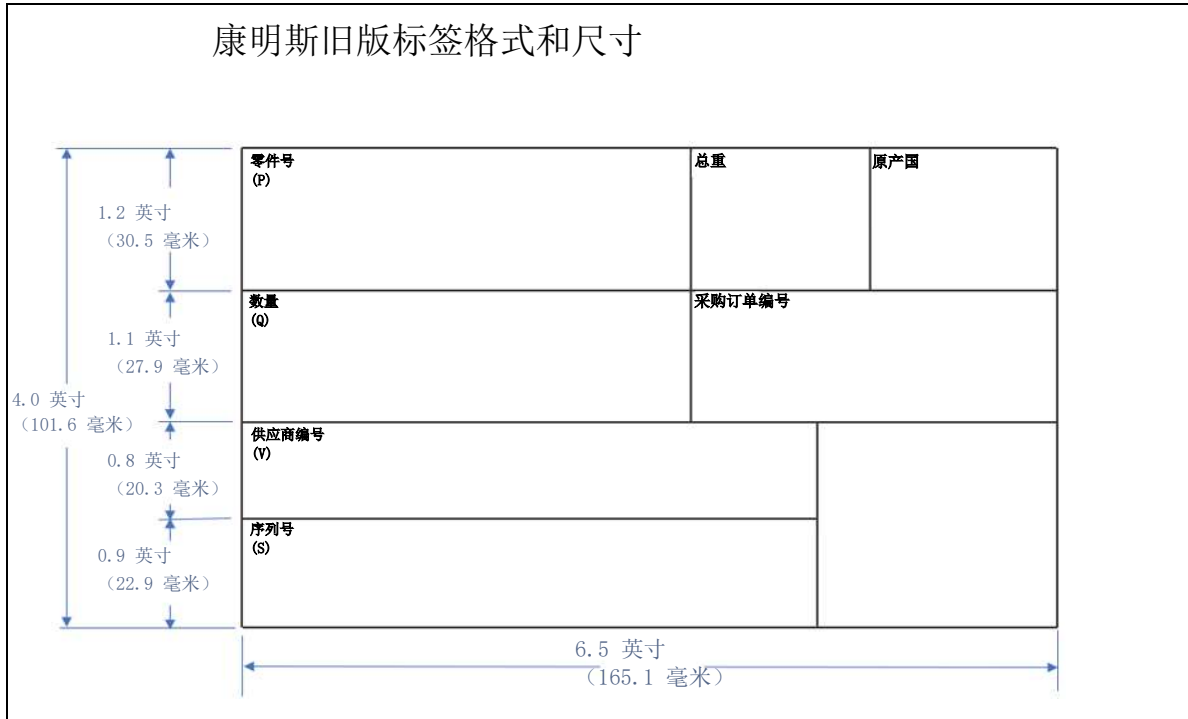 康明斯旧版标签格式和尺寸
零件号
(P)
总重
原产国
1.2 英寸
（30.5 毫米）
数量
(Q)
采购订单编号
1.1 英寸
（27.9 毫米）
4.0 英寸
（101.6 毫米）
供应商编号
(V)
0.8 英寸
（20.3 毫米）
序列号
(S)
0.9 英寸
（22.9 毫米）
6.5 英寸
（165.1 毫米）